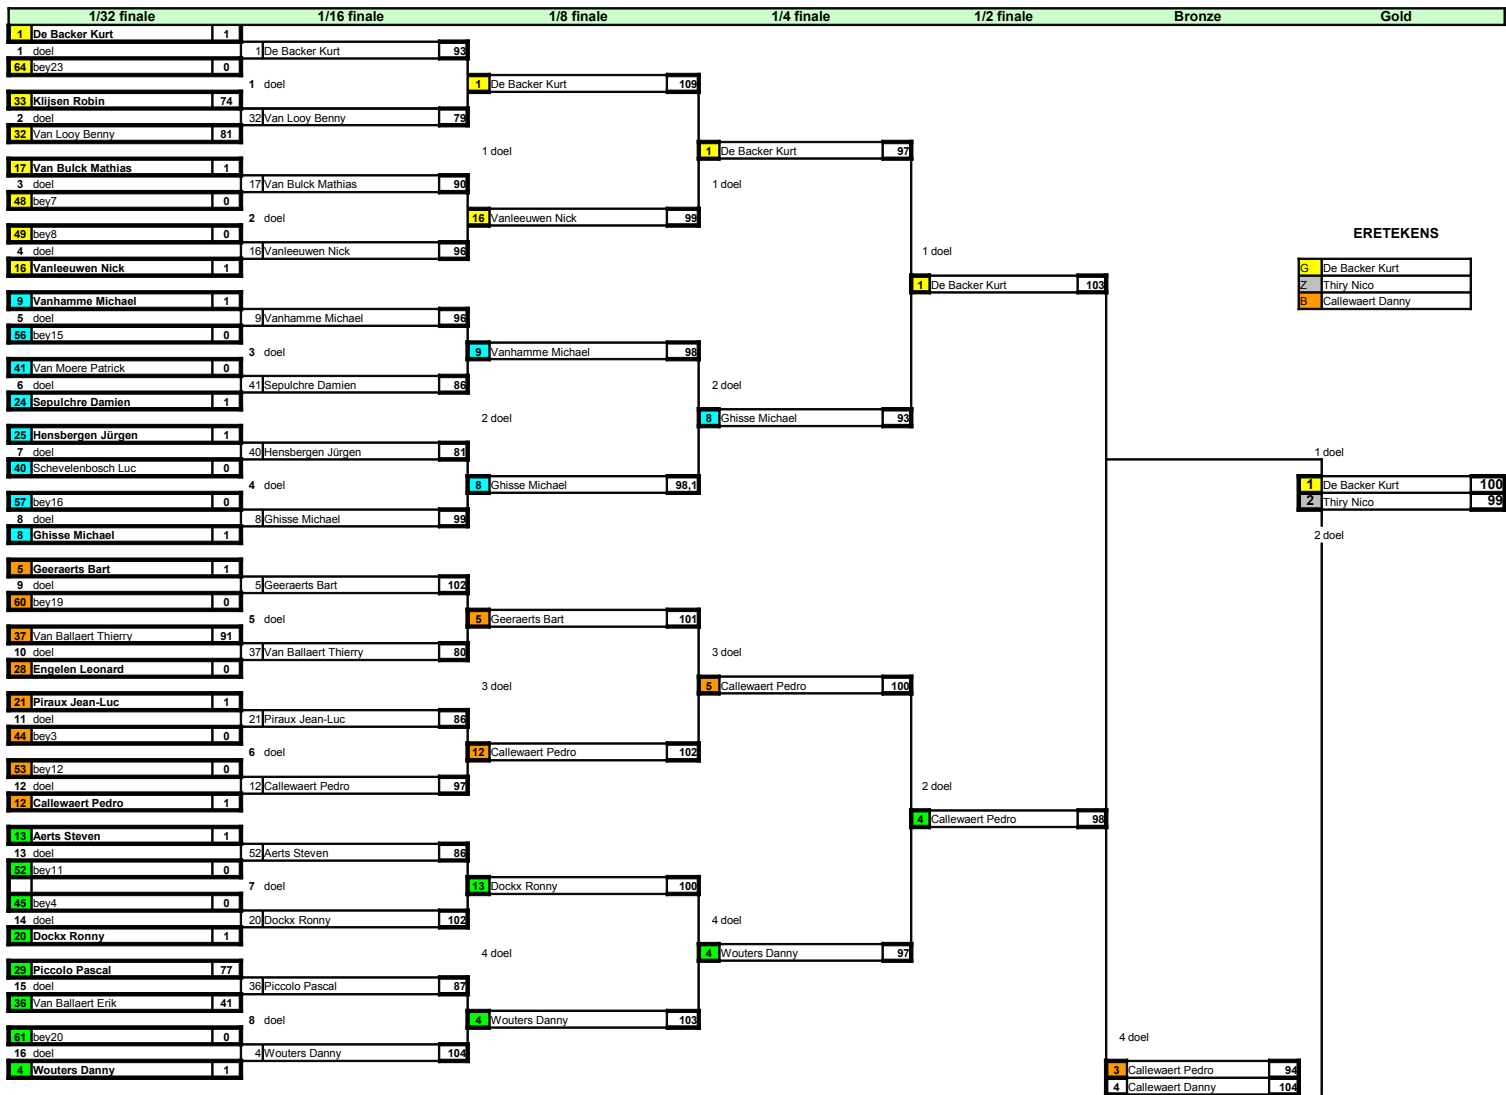 1/32 finale 1/16 finale 1/8 finale 1/4 finale 1/2 finale Bronze Gold
1 De Backer Kurt 1
1 doel 1 De Backer Kurt 93
64 bey23 0
1 doel 1 De Backer Kurt 109
33 Klijsen Robin 74
2 doel 32 Van Looy Benny 79
32 Van Looy Benny 81
1 doel 1 De Backer Kurt 97
17 Van Bulck Mathias 1
3 doel 17 Van Bulck Mathias 90 1 doel
48 bey7 0
2 doel 16 Vanleeuwen Nick 99
49 bey8 0 ERETEKENS
4 doel 16 Vanleeuwen Nick 96 1 doel
16 Vanleeuwen Nick 1 G De Backer Kurt
1 De Backer Kurt 103 Z Thiry Nico
9 Vanhamme Michael 1 B Callewaert Danny
5 doel 9 Vanhamme Michael 96
56 bey15 0
3 doel 9 Vanhamme Michael 98
41 Van Moere Patrick 0
6 doel 41 Sepulchre Damien 86 2 doel
24 Sepulchre Damien 1
2 doel 8 Ghisse Michael 93
25 Hensbergen Jürgen 1
7 doel 40 Hensbergen Jürgen 81 1 doel
40 Schevelenbosch Luc 0
4 doel 8 Ghisse Michael 98,1 1 De Backer Kurt 100
57 bey16 0 2 Thiry Nico 99
8 doel 8 Ghisse Michael 99
8 Ghisse Michael 1 2 doel
5 Geeraerts Bart 1
9 doel 5 Geeraerts Bart 102
60 bey19 0
5 doel 5 Geeraerts Bart 101
37 Van Ballaert Thierry 91
10 doel 37 Van Ballaert Thierry 80 3 doel
28 Engelen Leonard 0
3 doel 5 Callewaert Pedro 100
21 Piraux Jean-Luc 1
11 doel 21 Piraux Jean-Luc 86
44 bey3 0
6 doel 12 Callewaert Pedro 102
53 bey12 0
12 doel 12 Callewaert Pedro 97 2 doel
12 Callewaert Pedro 1
4 Callewaert Pedro 98
13 Aerts Steven 1
13 doel 52 Aerts Steven 86
52 bey11 0
7 doel 13 Dockx Ronny 100
45 bey4 0
14 doel 20 Dockx Ronny 102 4 doel
20 Dockx Ronny 1
4 doel 4 Wouters Danny 97
29 Piccolo Pascal 77
15 doel 36 Piccolo Pascal 87
36 Van Ballaert Erik 41
8 doel 4 Wouters Danny 103
61 bey20 0 4 doel
16 doel 4 Wouters Danny 104
4 Wouters Danny 1 3 Callewaert Pedro 94
4 Callewaert Danny 104